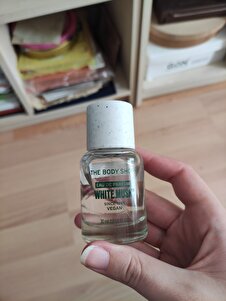 THE BODY SHOP
EAU DE PARFUM
WHITE MUSK
VEGAN